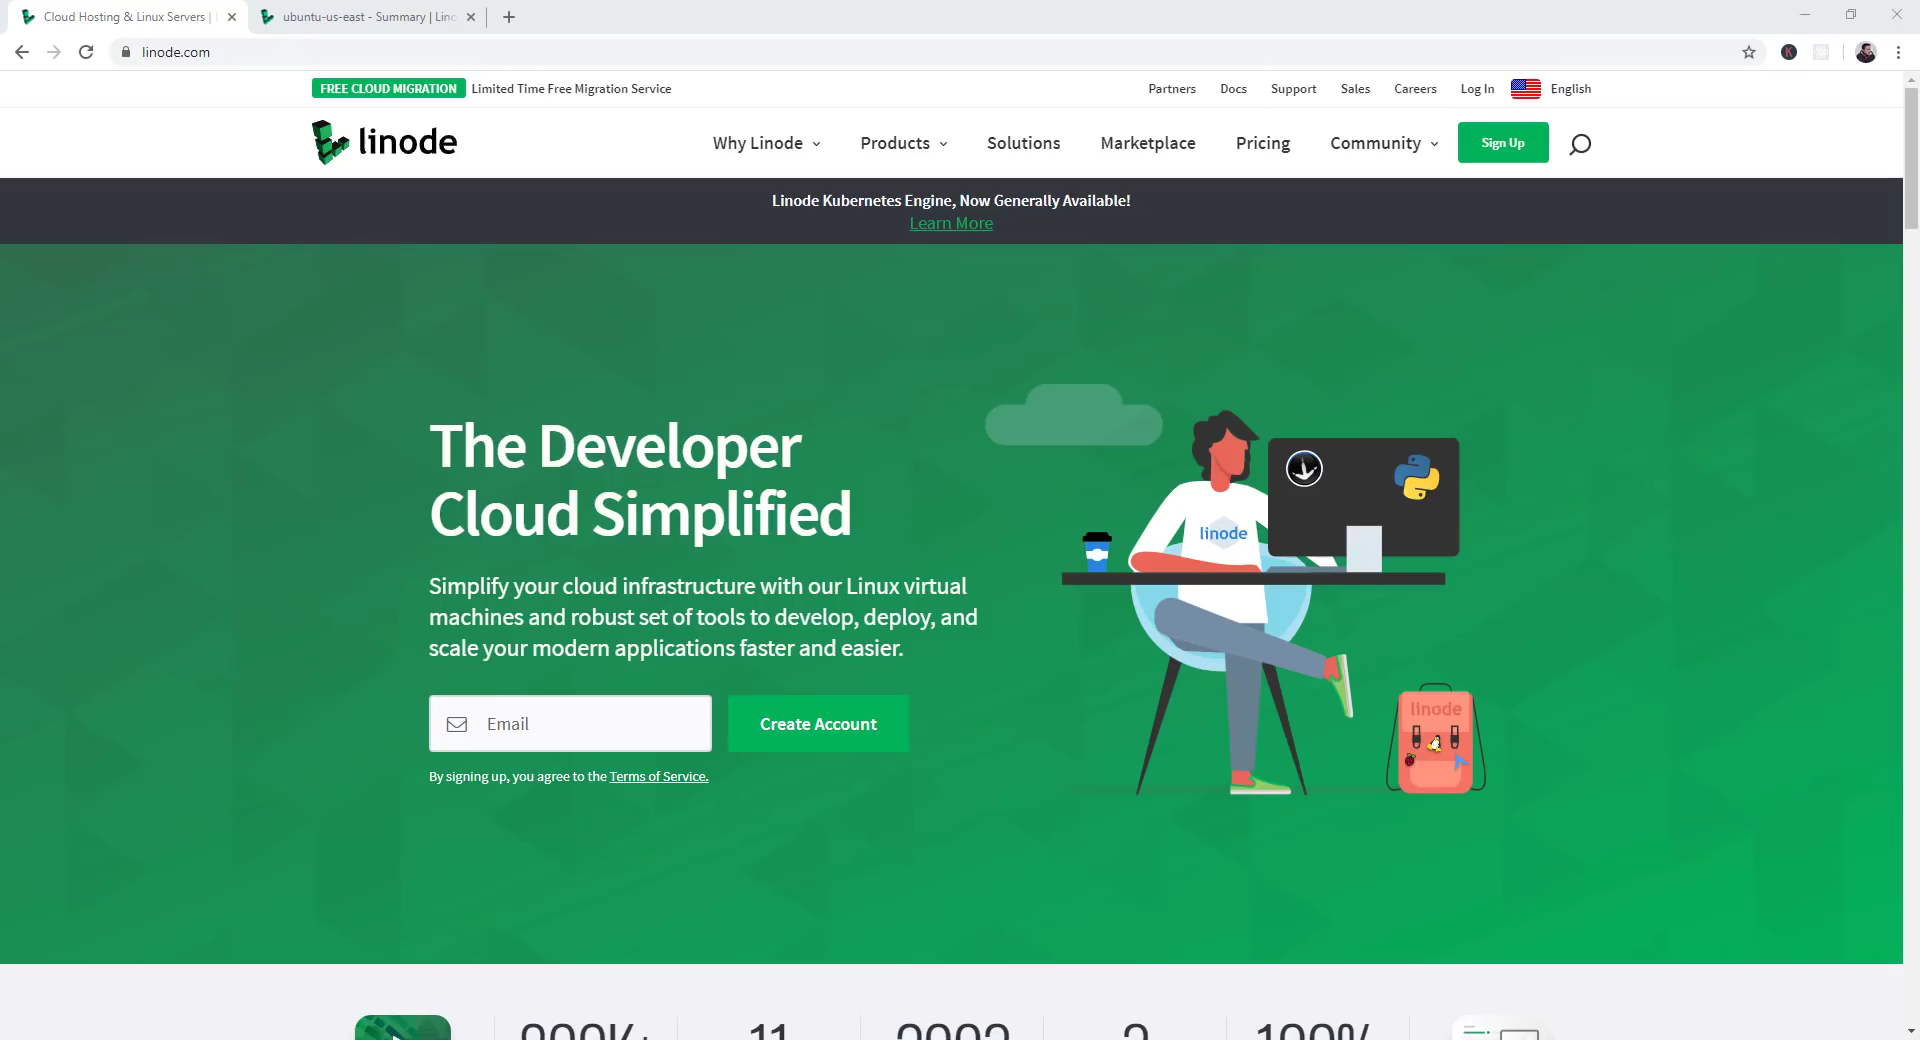 Cloud Hosting & Linux Servers |
ubuntu-us-east - Summary | Lino
linode.com
FREE CLOUD MIGRATION Limited Time Free Migration Service
Partners Docs Support Sales Careers Log In English
linode
Why Linode Products Solutions Marketplace Pricing Community Sign Up
Linode Kubernetes Engine, Now Generally Available!
Learn More
The Developer
Cloud Simplified
Simplify your cloud infrastructure with our Linux virtual
machines and robust set of tools to develop, deploy, and
scale your modern applications faster and easier.
Email
Create Account
By signing up, you agree to the Terms of Service.
linode
linode
K
11
2003
100%